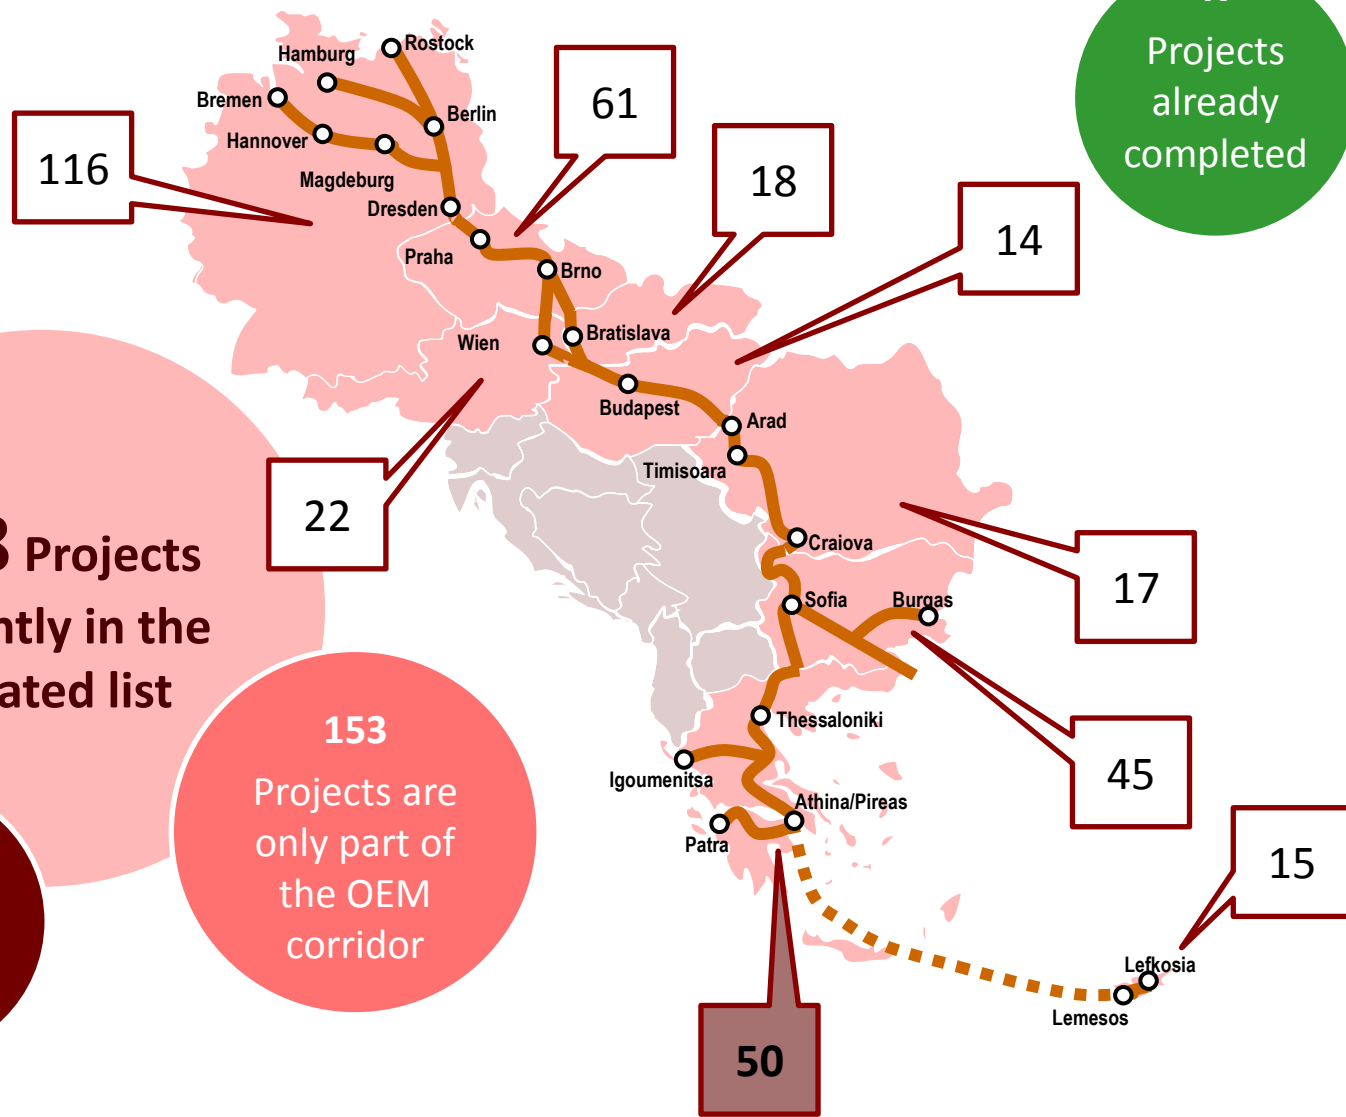 Projects
already
completed
Rostock
Hamburg
Bremen
Berlin
Hannover
Magdeburg
Dresden
Praha
Brno
Bratislava
Wien
Budapest
Arad
Timisoara
Craiova
Sofia
Burgas
Thessaloniki
Igoumenitsa
Athina/Pireas
Patra
Lefkosia
Lemesos
116
61
18
14
22
17
45
15
50
Projects
in the
list
153
Projects are
only part of
the OEM
corridor